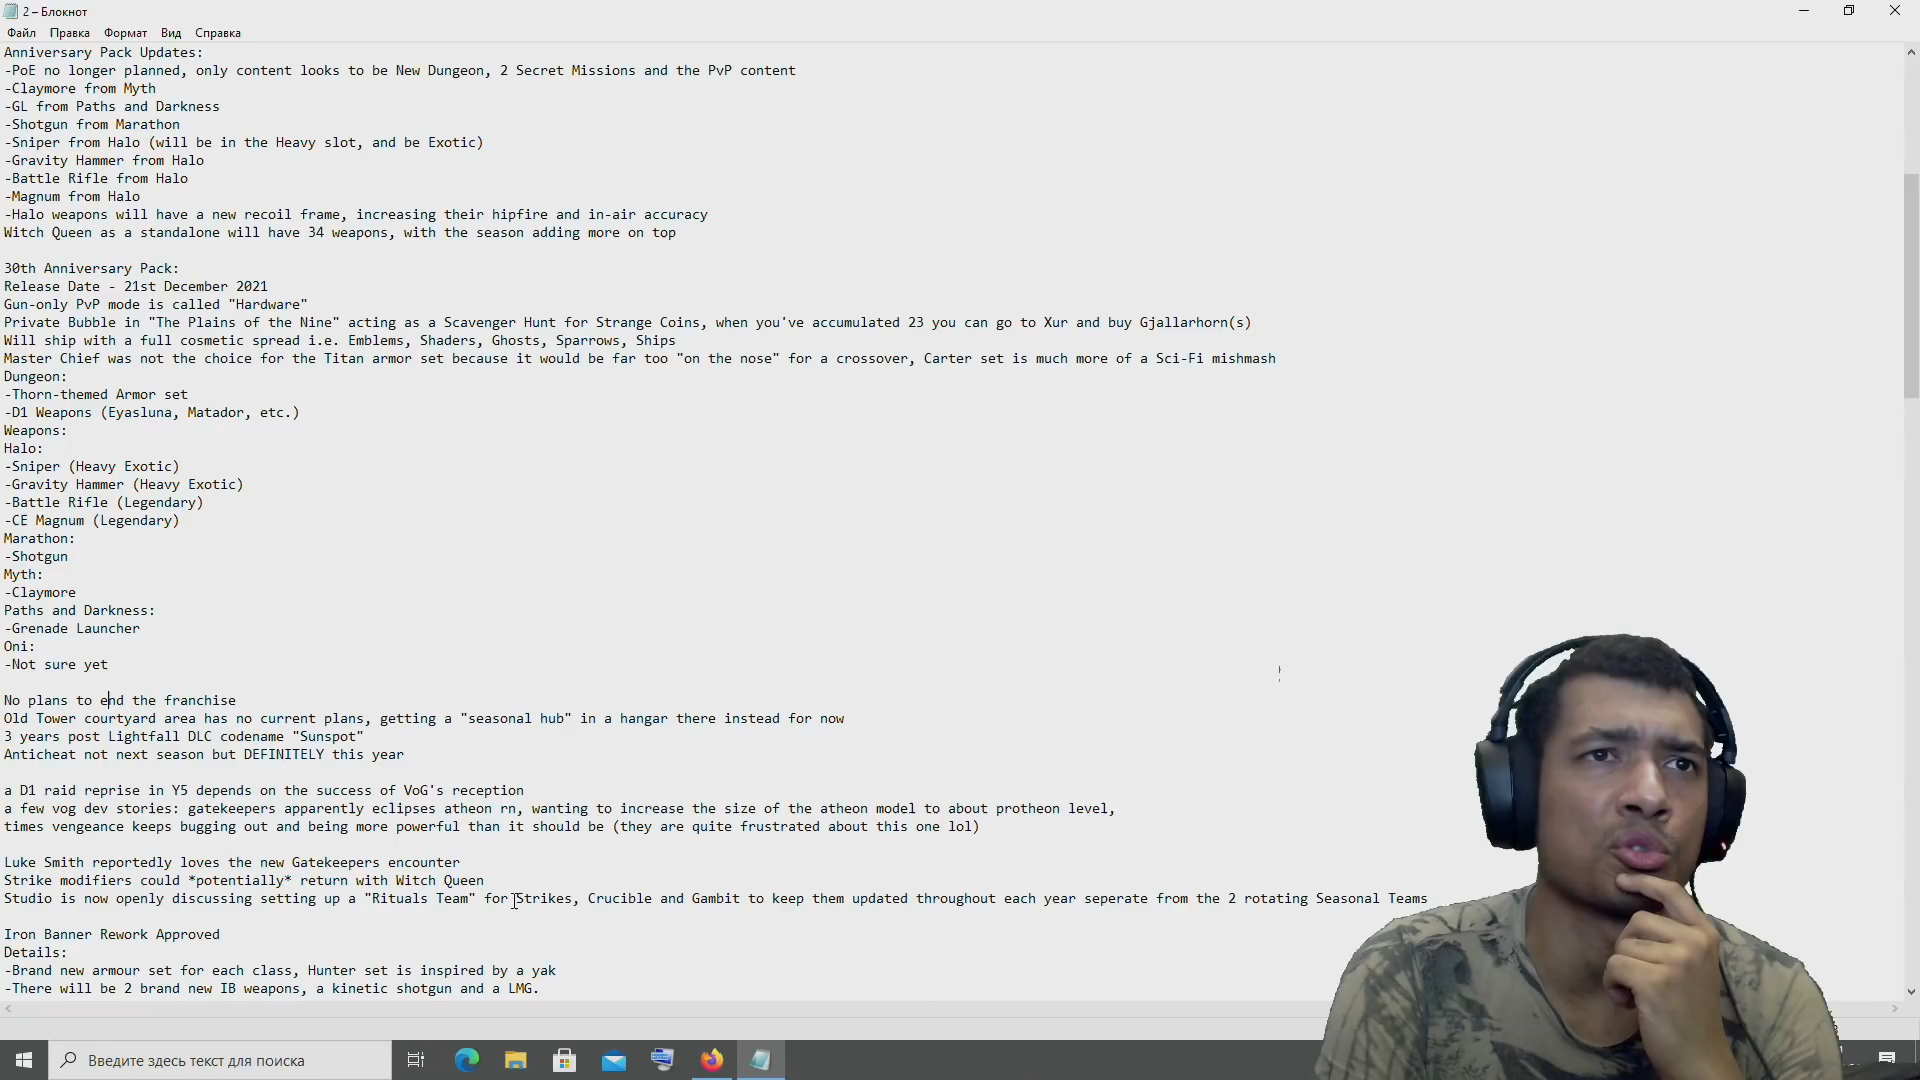 2 – Блокнот
Файл Правка Формат Вид Справка
Anniversary Pack Updates:
-PoE no longer planned, only content looks to be New Dungeon, 2 Secret Missions and the PvP content
-Claymore from Myth
-GL from Paths and Darkness
-Shotgun from Marathon
-Sniper from Halo (will be in the Heavy slot, and be Exotic)
-Gravity Hammer from Halo
-Battle Rifle from Halo
-Magnum from Halo
-Halo weapons will have a new recoil frame, increasing their hipfire and in-air accuracy
Witch Queen as a standalone will have 34 weapons, with the season adding more on top
30th Anniversary Pack:
Release Date - 21st December 2021
Gun-only PvP mode is called "Hardware"
Private Bubble in "The Plains of the Nine" acting as a Scavenger Hunt for Strange Coins, when you've accumulated 23 you can go to Xur and buy Gjallarhorn(s)
Will ship with a full cosmetic spread i.e. Emblems, Shaders, Ghosts, Sparrows, Ships
Master Chief was not the choice for the Titan armor set because it would be far too "on the nose" for a crossover, Carter set is much more of a Sci-Fi mishmash
Dungeon:
-Thorn-themed Armor set
-D1 Weapons (Eyasluna, Matador, etc.)
Weapons:
Halo:
-Sniper (Heavy Exotic)
-Gravity Hammer (Heavy Exotic)
-Battle Rifle (Legendary)
-CE Magnum (Legendary)
Marathon:
-Shotgun
Myth:
-Claymore
Paths and Darkness:
-Grenade Launcher
Oni:
-Not sure yet
No plans to end the franchise
Old Tower courtyard area has no current plans, getting a "seasonal hub" in a hangar there instead for now
3 years post Lightfall DLC codename "Sunspot"
Anticheat not next season but DEFINITELY this year
a D1 raid reprise in Y5 depends on the success of VoG's reception
a few vog dev stories: gatekeepers apparently eclipses atheon rn, wanting to increase the size of the atheon model to about protheon level,
times vengeance keeps bugging out and being more powerful than it should be (they are quite frustrated about this one lol)
Luke Smith reportedly loves the new Gatekeepers encounter
Strike modifiers could *potentially* return with Witch Queen
Studio is now openly discussing setting up a "Rituals Team" for Strikes, Crucible and Gambit to keep them updated throughout each year seperate from the 2 rotating Seasonal Teams
Iron Banner Rework Approved
Details:
-Brand new armour set for each class, Hunter set is inspired by a yak
-There will be 2 brand new IB weapons, a kinetic shotgun and a LMG.
Введите здесь текст для поиска